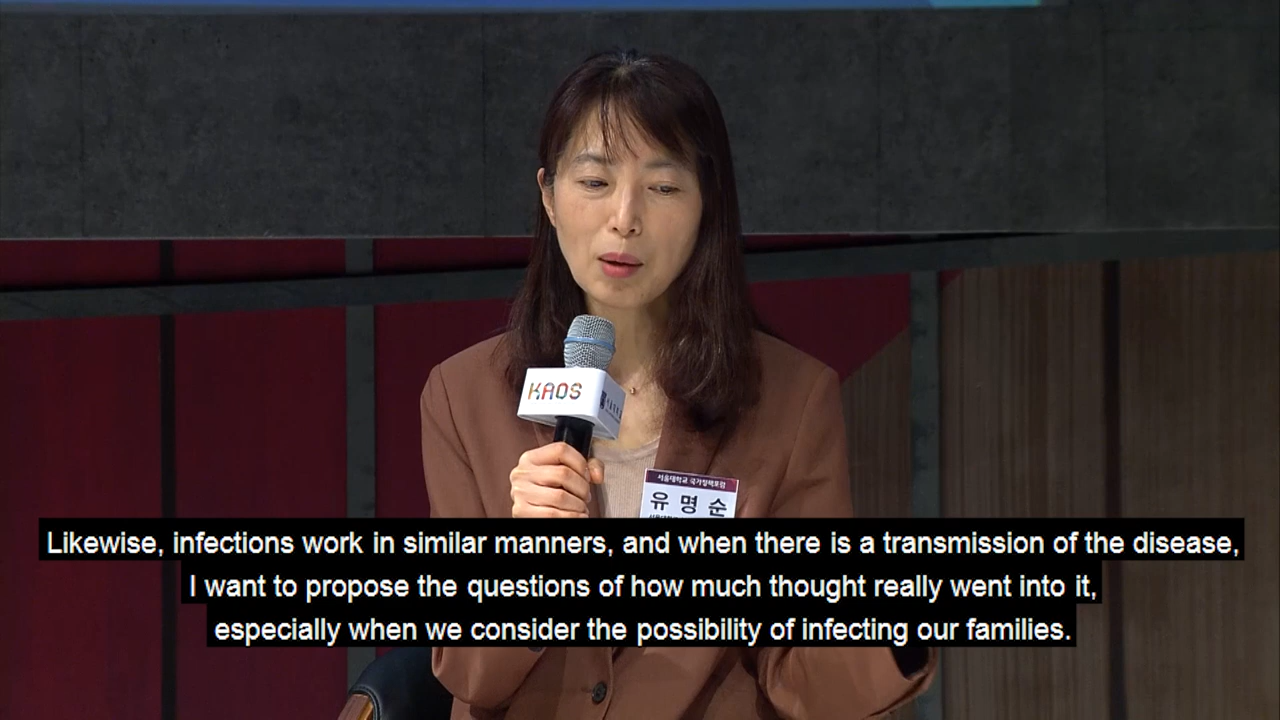 KAOS
서울대학교 국가정책포럼
유명순
Likewise, infections work in similar manners, and when there is a transmission of the disease,
I want to propose the questions of how much thought really went into it,
especially when we consider the possibility of infecting our families.